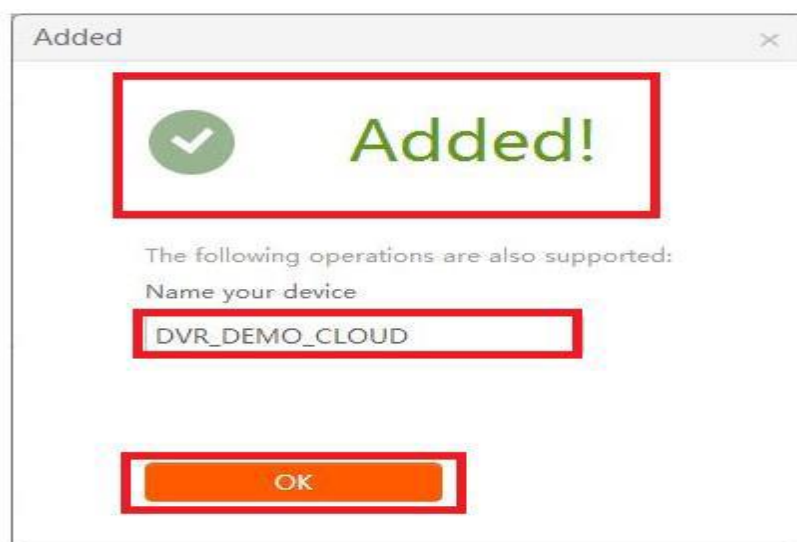 Added
Added!
The following operations are also supported:
Name your device
DVR_DEMO_CLOUD
OK